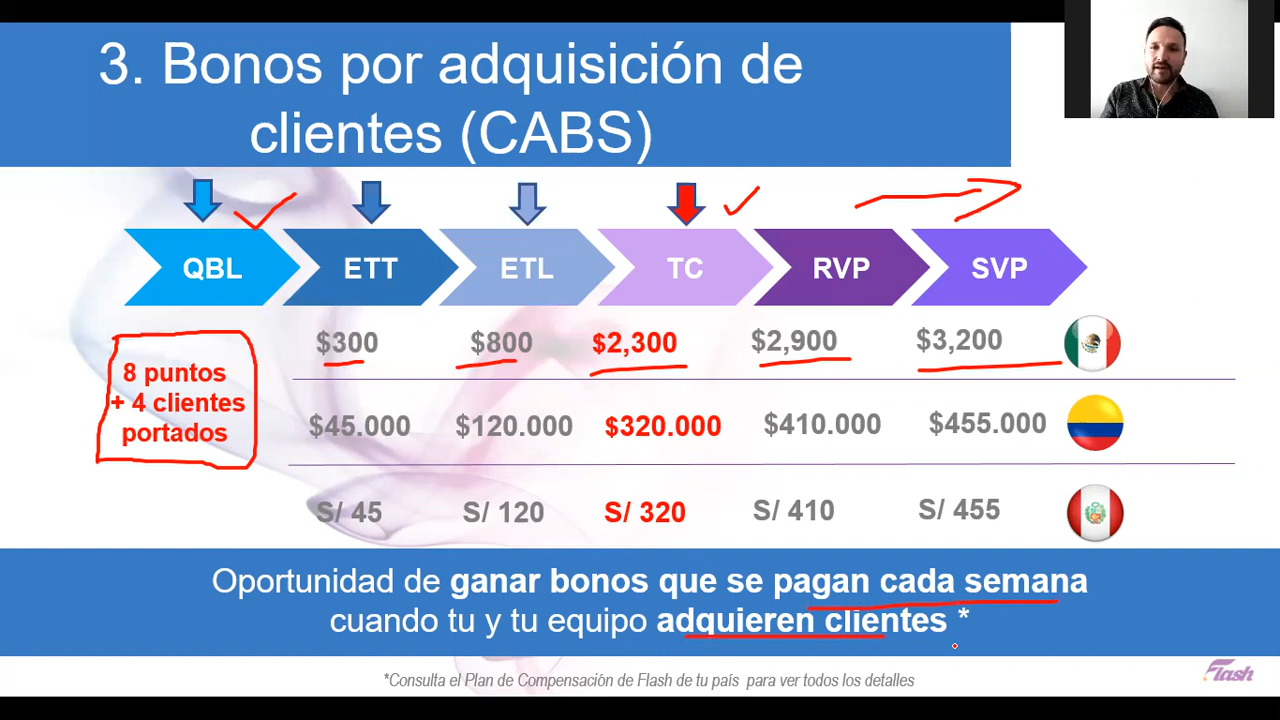 3. Bonos por adquisición de
clientes (CABS)
QBL ETT ETL TC RVP SVP
$300 $800 $2,300 $2,900 $3,200
8 puntos
+ 4 clientes
portados
$45.000 $120.000 $320.000 $410.000 $455.000
S/ 45 S/ 120 S/ 320 S/ 410 S/ 455
Oportunidad de ganar bonos que se pagan cada semana
cuando tu y tu equipo adquieren clientes *
*Consulta el Plan de Compensación de Flash de tu país para ver todos los detalles
Flash